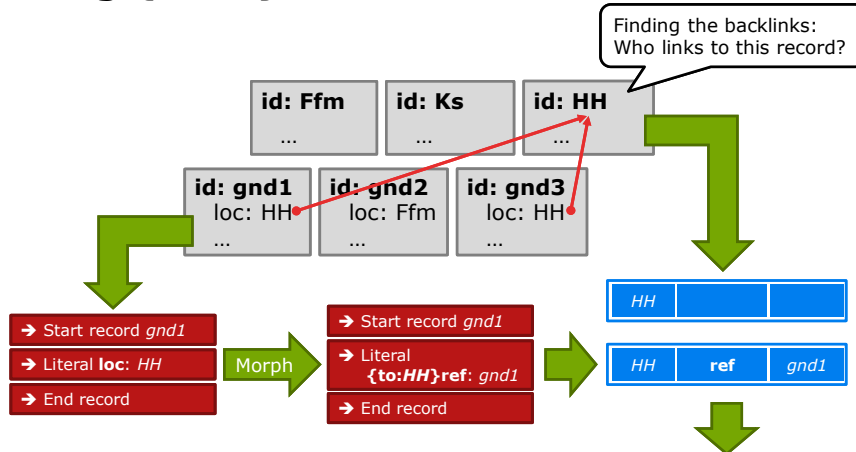 Finding the backlinks:
Who links to this record?
id: Ffm
...
id: Ks
...
id: HH
...
id: gnd1
loc: HH
...
id: gnd2
loc: Ffm
...
id: gnd3
loc: HH
...
HH
➔ Start record gnd1
➔ Literal loc: HH
➔ End record
Morph
➔ Start record gnd1
➔ Literal
{to:HH}ref: gnd1
➔ End record
HH ref gnd1